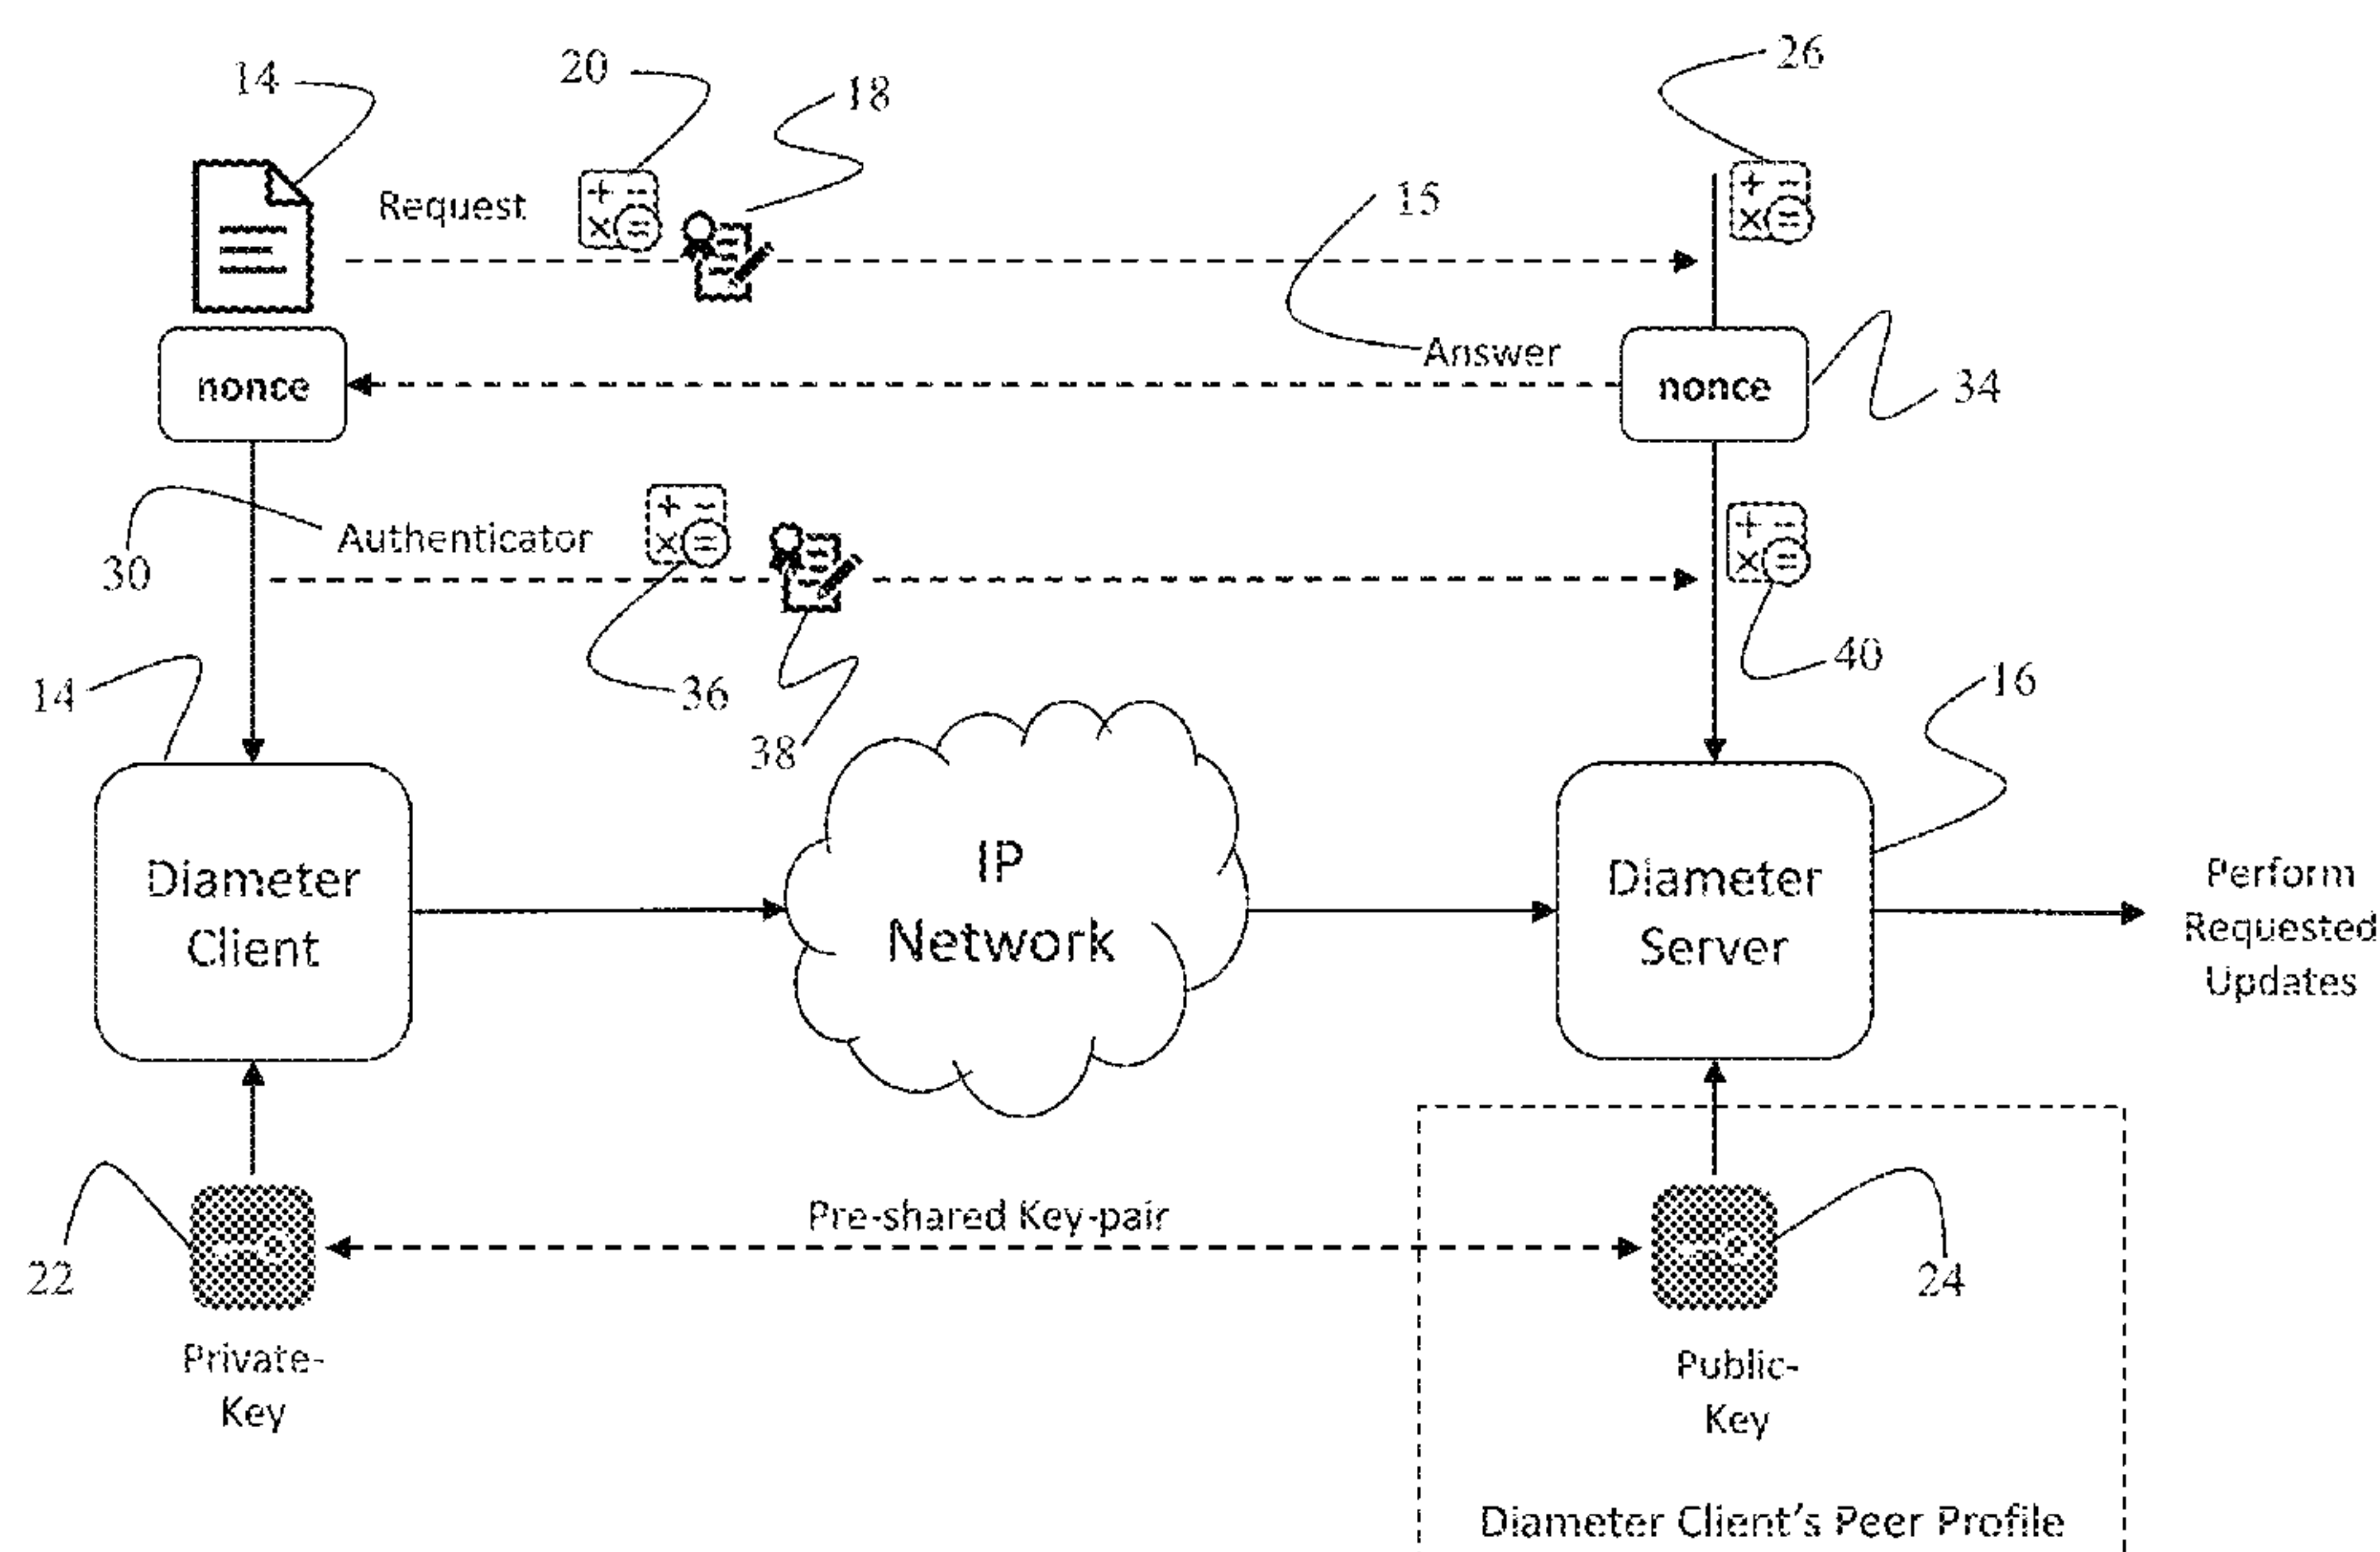 14
20
18
26
Request
15
Answer
nonce
nonce
34
30
Authenticator
36
38
40
14
16
Diameter
Client
IP
Network
Diameter
Server
Perform
Requested
Updates
Pre-shared Key-pair
22
24
Private-
Key
Public-
Key
Diameter Client's Peer Profile